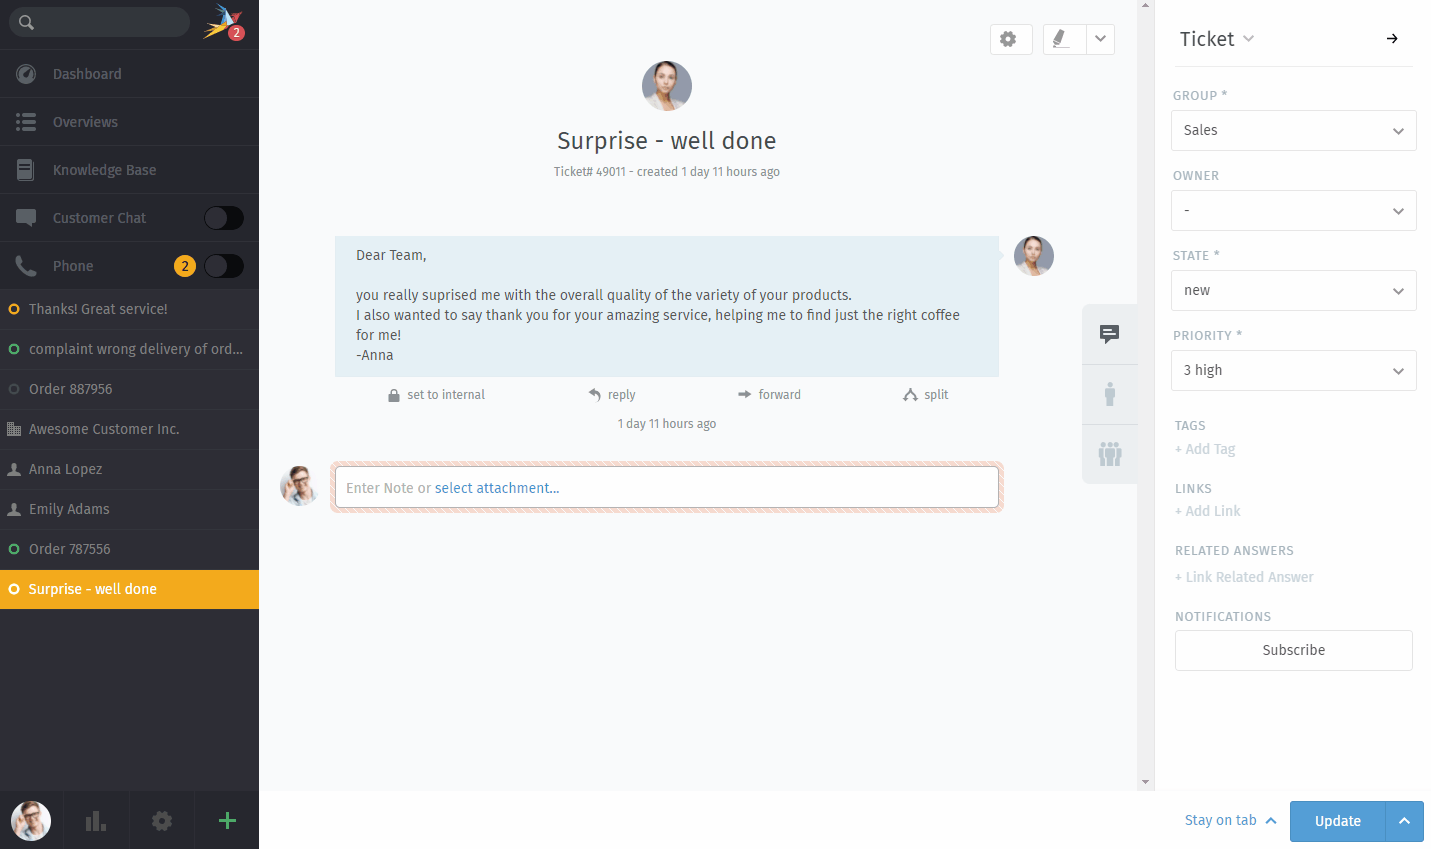 2
Dashboard
Overviews
Knowledge Base
Customer Chat
Phone 2
Thanks! Great service!
complaint wrong delivery of ord...
Order 887956
Awesome Customer Inc.
Anna Lopez
Emily Adams
Order 787556
Surprise - well done
Surprise - well done
Ticket# 49011 - created 1 day 11 hours ago
Dear Team,
you really suprised me with the overall quality of the variety of your products.
I also wanted to say thank you for your amazing service, helping me to find just the right coffee
for me!
-Anna
set to internal reply forward split
1 day 11 hours ago
Enter Note or select attachment...
Ticket
GROUP *
Sales
OWNER
-
STATE *
new
PRIORITY *
3 high
TAGS
+ Add Tag
LINKS
+ Add Link
RELATED ANSWERS
+ Link Related Answer
NOTIFICATIONS
Subscribe
Stay on tab Update